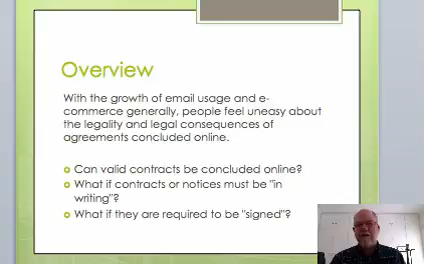 Overview
With the growth of email usage and e-
commerce generally, people feel uneasy about
the legality and legal consequences of
agreements concluded online.
Can valid contracts be concluded online?
What if contracts or notices must be "in
writing"?
What if they are required to be "signed"?